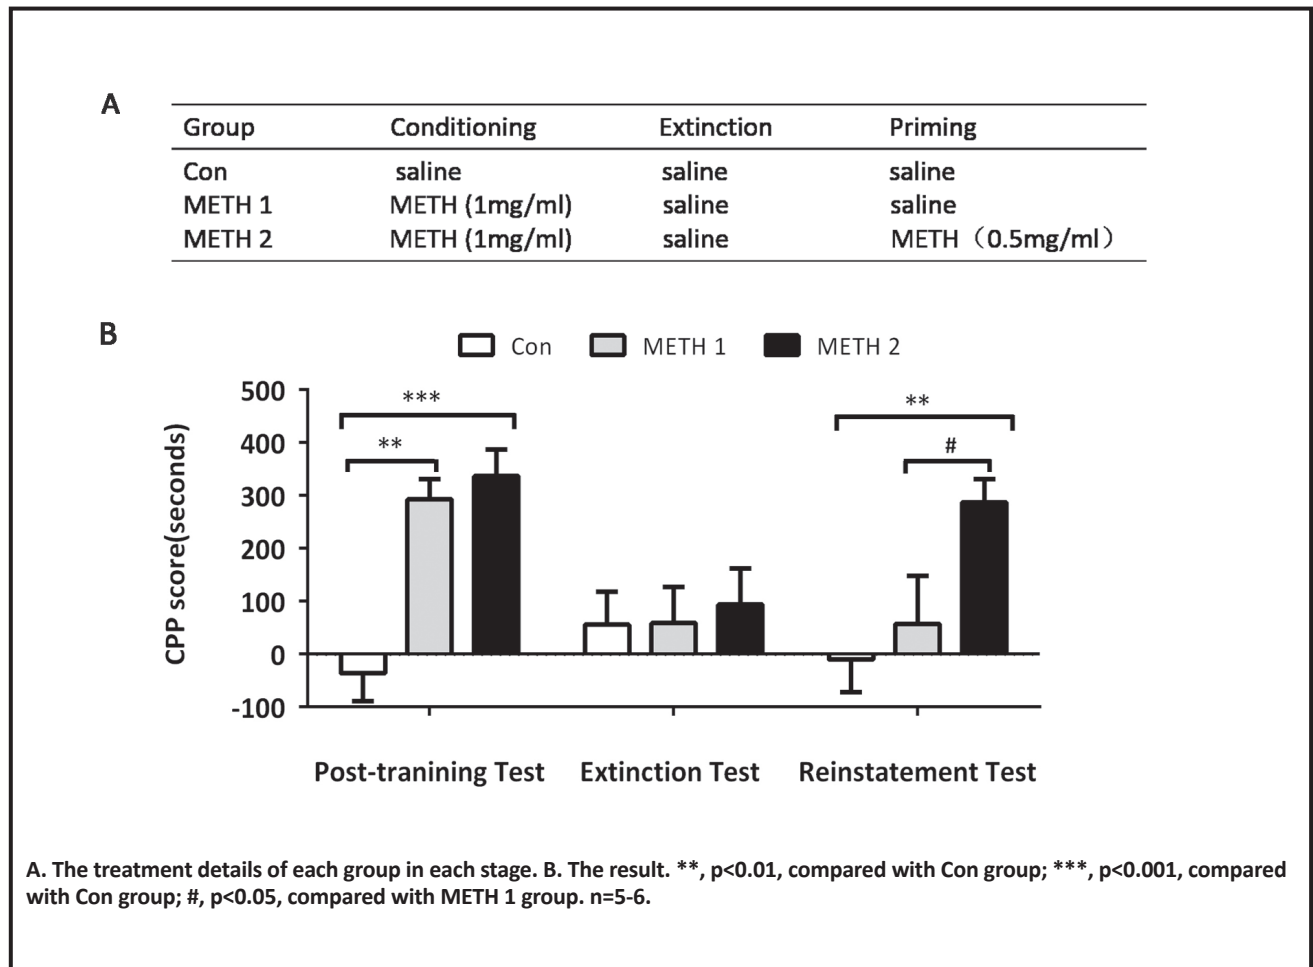 A
Group Conditioning Extinction Priming
Con saline saline saline
METH 1 METH (1mg/ml) saline saline
METH 2 METH (1mg/ml) saline METH（0.5mg/ml）
B
Con METH 1 METH 2
CPP score(seconds)
500
400
300
200
100
0
-100
***
**
**
#
Post-tranining Test Extinction Test Reinstatement Test
A. The treatment details of each group in each stage. B. The result. **, p<0.01, compared with Con group; ***, p<0.001, compared
with Con group; #, p<0.05, compared with METH 1 group. n=5-6.